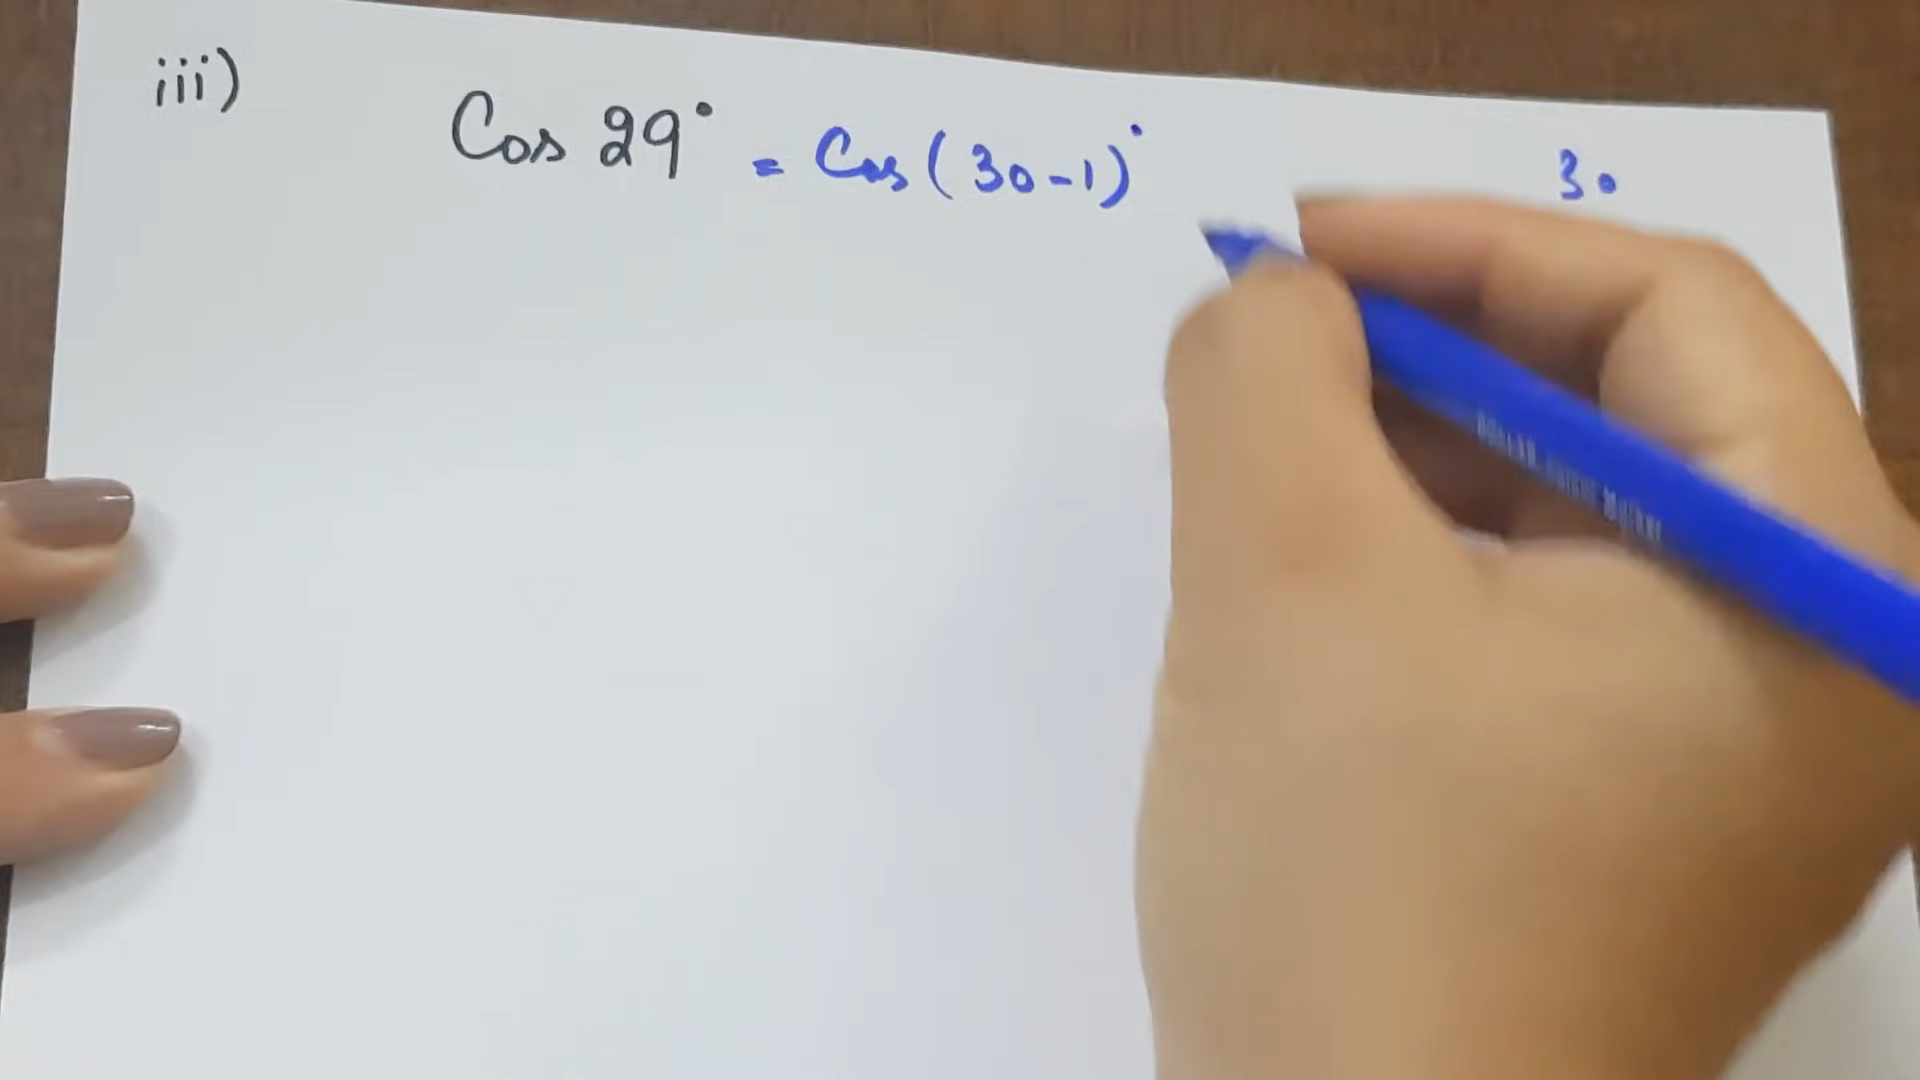 iii) Cos 29° = Cos (30-1)° 30